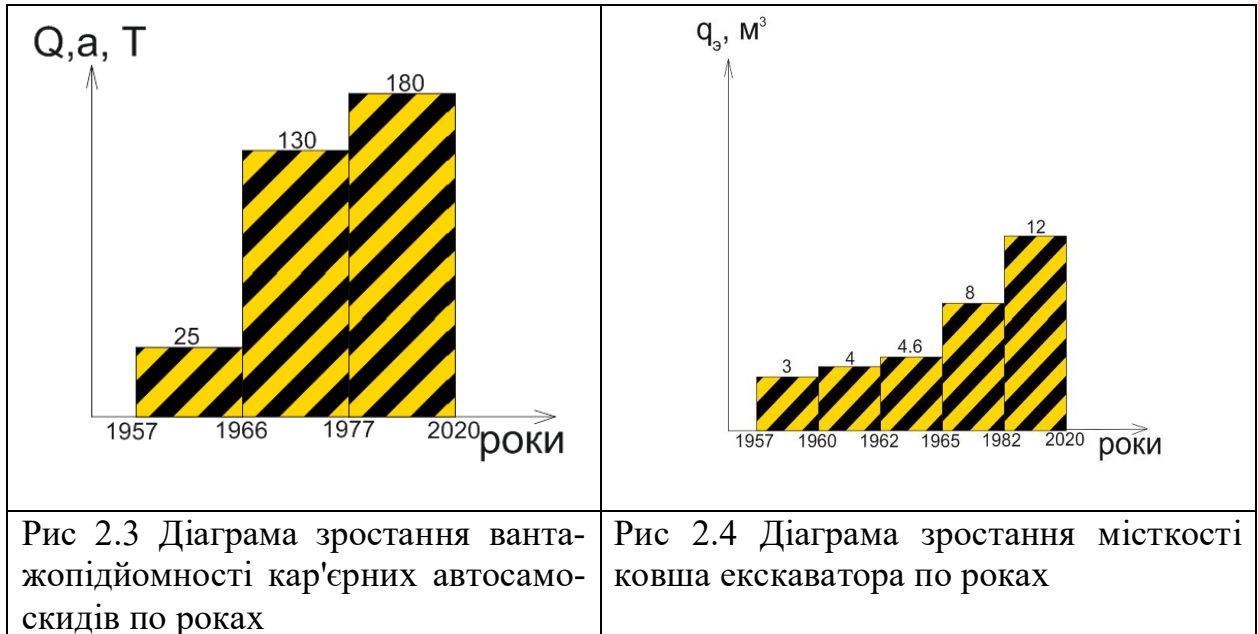 Q,a, T
180
130
25
1957 1966 1977 2020 роки
qэ, м³
12
8
4.6
4
3
1957 1960 1962 1965 1982 2020 роки
Рис 2.3 Діаграма зростання ванта-
жопідйомності кар'єрних автосамо-
скидів по роках
Рис 2.4 Діаграма зростання місткості
ковша екскаватора по роках